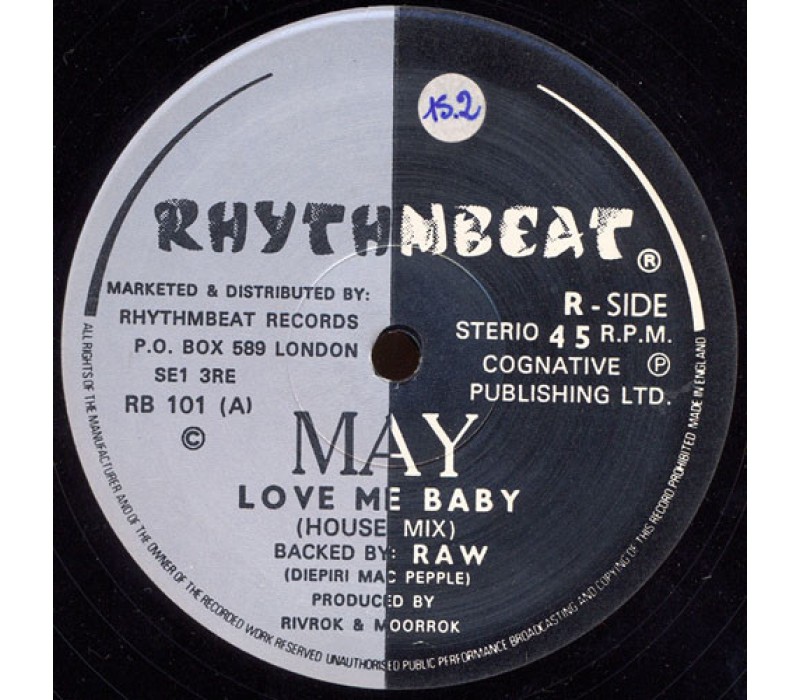 15.2
RHYTHMBEAT ®
MARKETED & DISTRIBUTED BY:
RHYTHMBEAT RECORDS
P.O. BOX 589 LONDON
SE1 3RE
RB 101 (A)
©
R - SIDE
STERIO 45 R.P.M.
COGNATIVE ℗
PUBLISHING LTD.
MAY
LOVE ME BABY
(HOUSE MIX)
BACKED BY: RAW
(DIEPIRI MAC PEPPLE)
PRODUCED BY
RIVROK & MOORROK
ALL RIGHTS OF THE MANUFACTURER AND OF THE OWNER OF THE RECORDED WORK RESERVED UNAUTHORISED PUBLIC PERFORMANCE BROADCASTING AND COPYING OF THIS RECORD PROHIBITED MADE IN ENGLAND